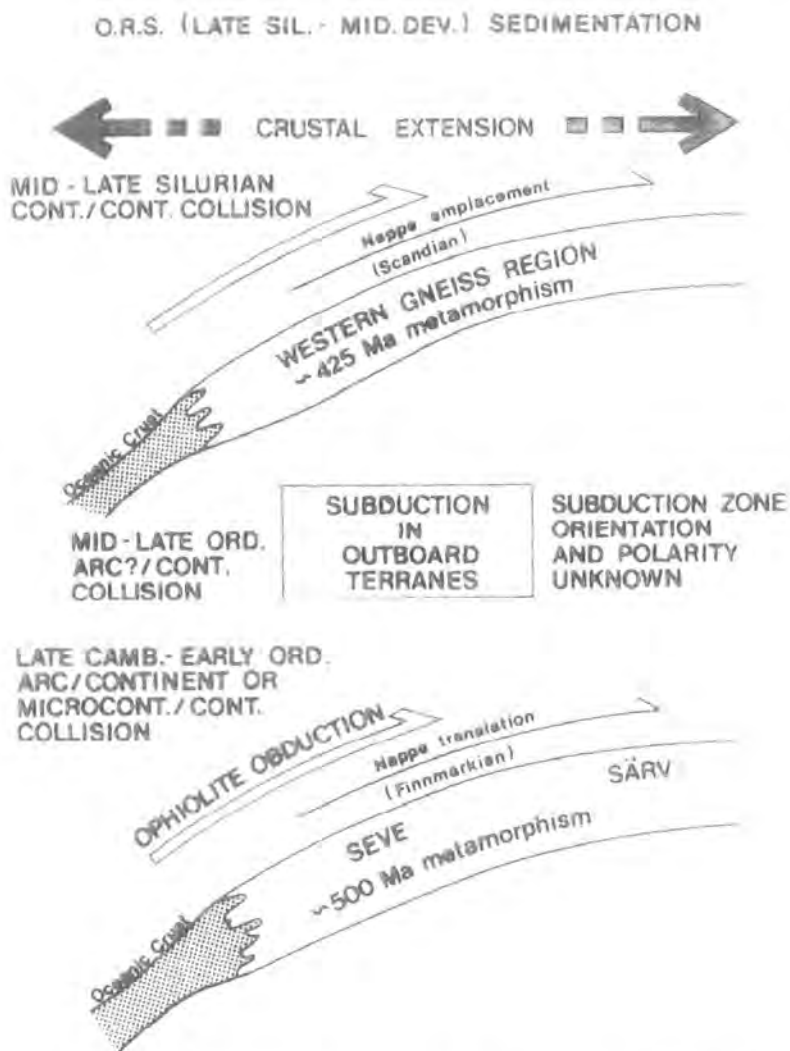 O.R.S. (LATE SIL. - MID. DEV.) SEDIMENTATION
CRUSTAL EXTENSION
MID - LATE SILURIAN
CONT./CONT. COLLISION
Nappe emplacement
(Scandian)
WESTERN GNEISS REGION
~ 425 Ma metamorphism
Oceanic Crust
MID-LATE ORD.
ARC?/CONT.
COLLISION
SUBDUCTION
IN
OUTBOARD
TERRANES
SUBDUCTION ZONE
ORIENTATION
AND POLARITY
UNKNOWN
LATE CAMB.- EARLY ORD.
ARC/CONTINENT OR
MICROCONT./CONT.
COLLISION
OPHIOLITE OBDUCTION
Nappe translation
(Finnmarkian)
SÄRV
SEVE
~500 Ma metamorphism
Oceanic Crust